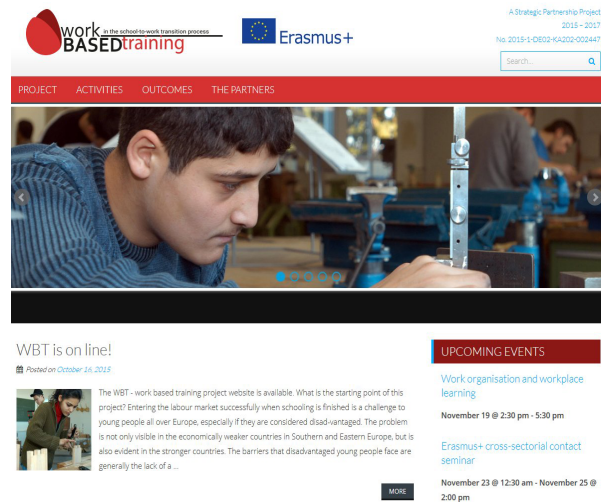 work in the school-to-work transition process
BASEDtraining
Erasmus+
A Strategic Partnership Project
2015 – 2017
No. 2015-1-DE02-KA202-002447
Search...
PROJECT ACTIVITIES OUTCOMES THE PARTNERS
WBT is on line!
Posted on October 16, 2015
The WBT - work based training project website is available. What is the starting point of this
project? Entering the labour market successfully when schooling is finished is a challenge to
young people all over Europe, especially if they are considered disad-vantaged. The problem
is not only visible in the economically weaker countries in Southern and Eastern Europe, but is
also evident in the stronger countries. The barriers that disadvantaged young people face are
generally the lack of a ...
MORE
UPCOMING EVENTS
Work organisation and workplace
learning
November 19 @ 2:30 pm - 5:30 pm
Erasmus+ cross-sectorial contact
seminar
November 23 @ 12:30 am - November 25 @
2:00 pm